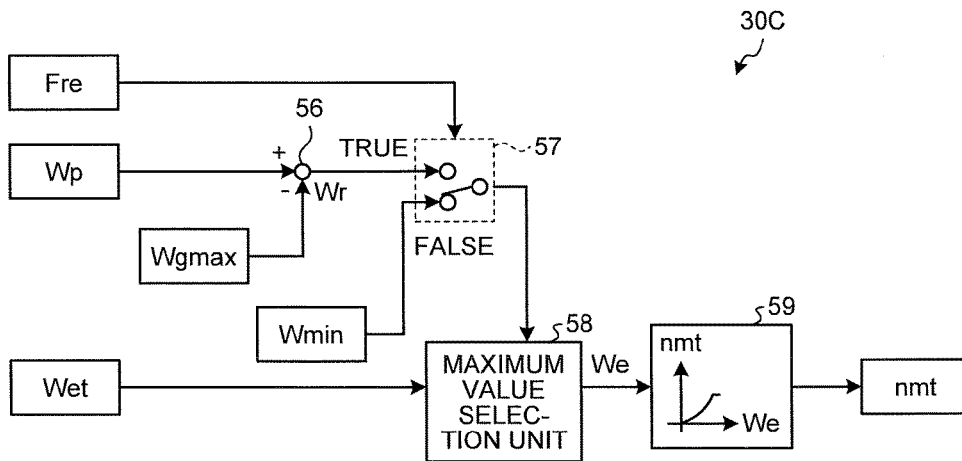 30C
Fre
56
Wp
+
-
Wr
TRUE
57
FALSE
Wgmax
Wmin
Wet
58
MAXIMUM
VALUE
SELEC-
TION UNIT
We
59
nmt
We
nmt